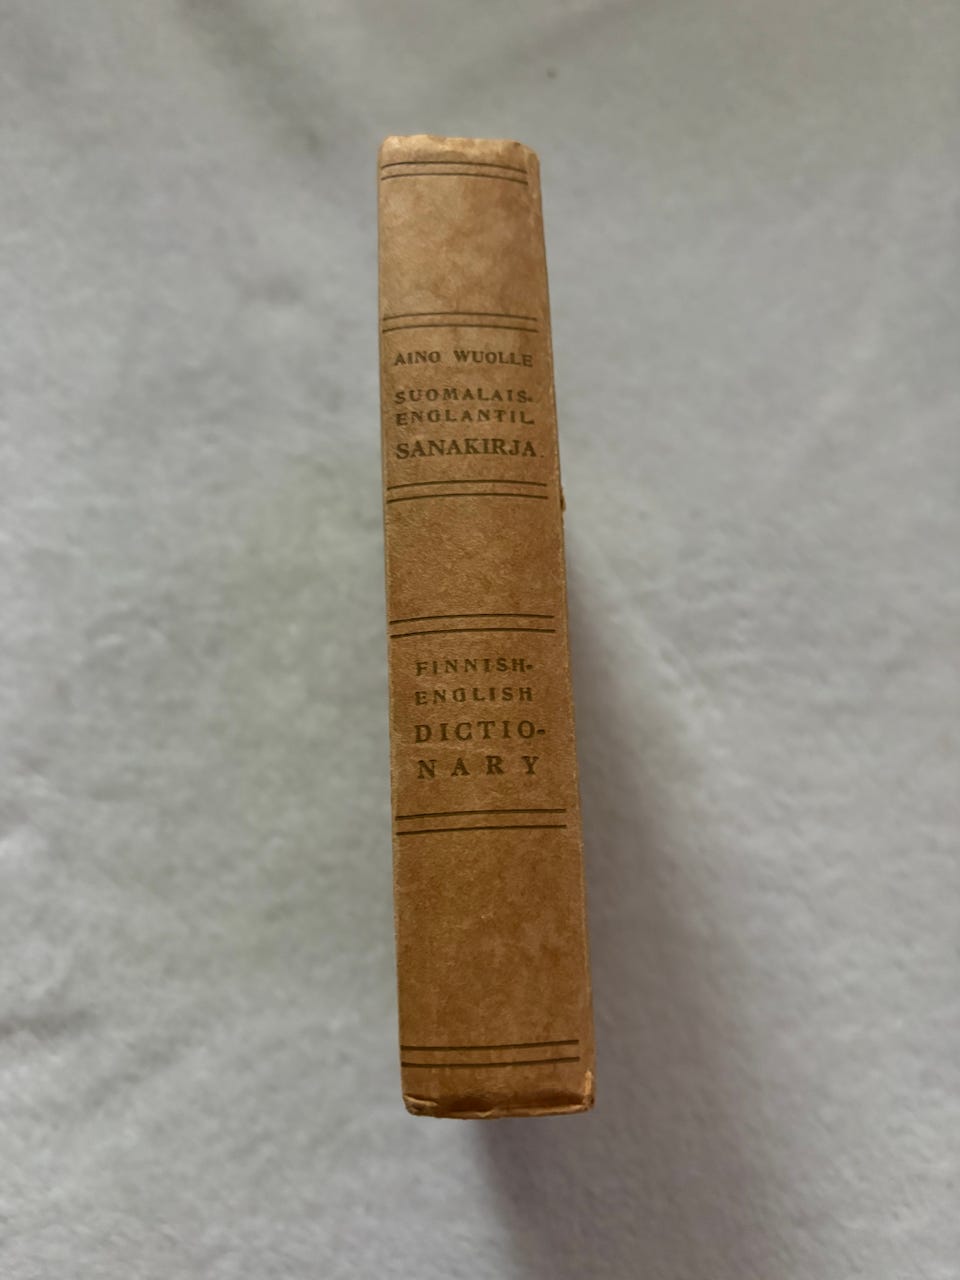 AINO WUOLLE
SUOMALAIS-
ENGLANTIL.
SANAKIRJA
FINNISH-
ENGLISH
DICTIO-
NARY